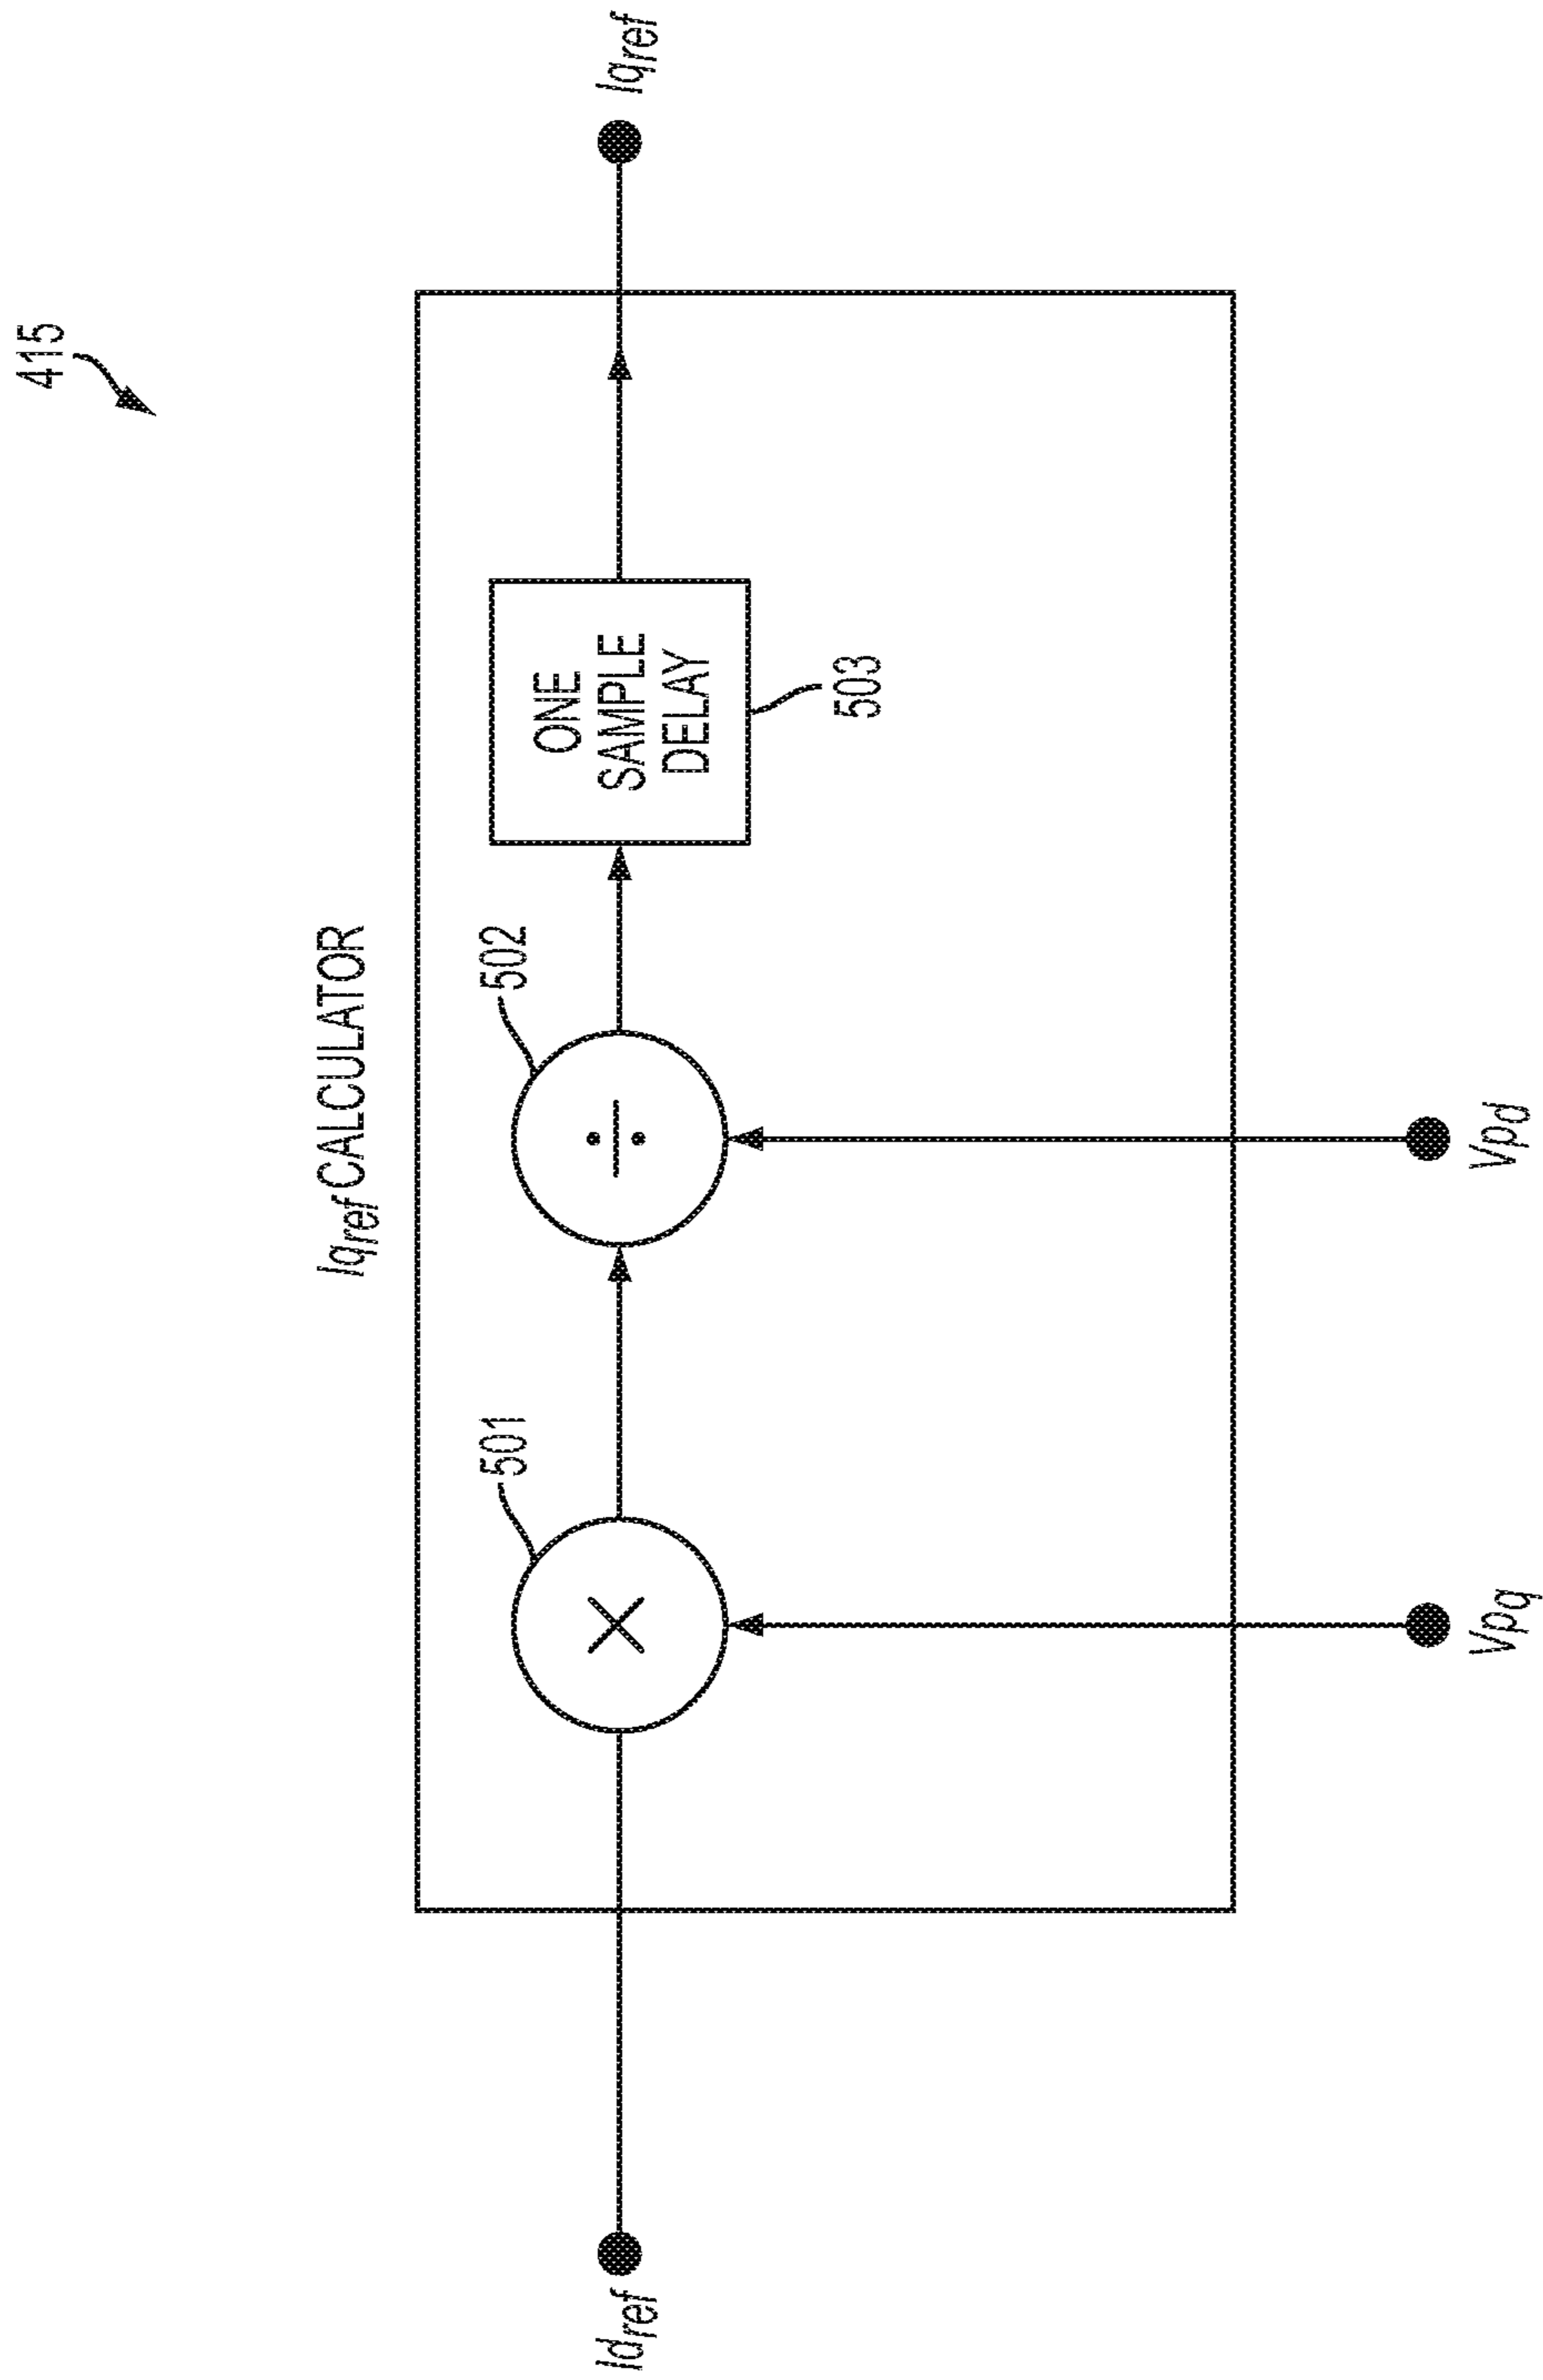 415
Iqref CALCULATOR
501
502
×
÷
ONE
SAMPLE
DELAY
503
Idref
Iqref
Vpq
Vpd